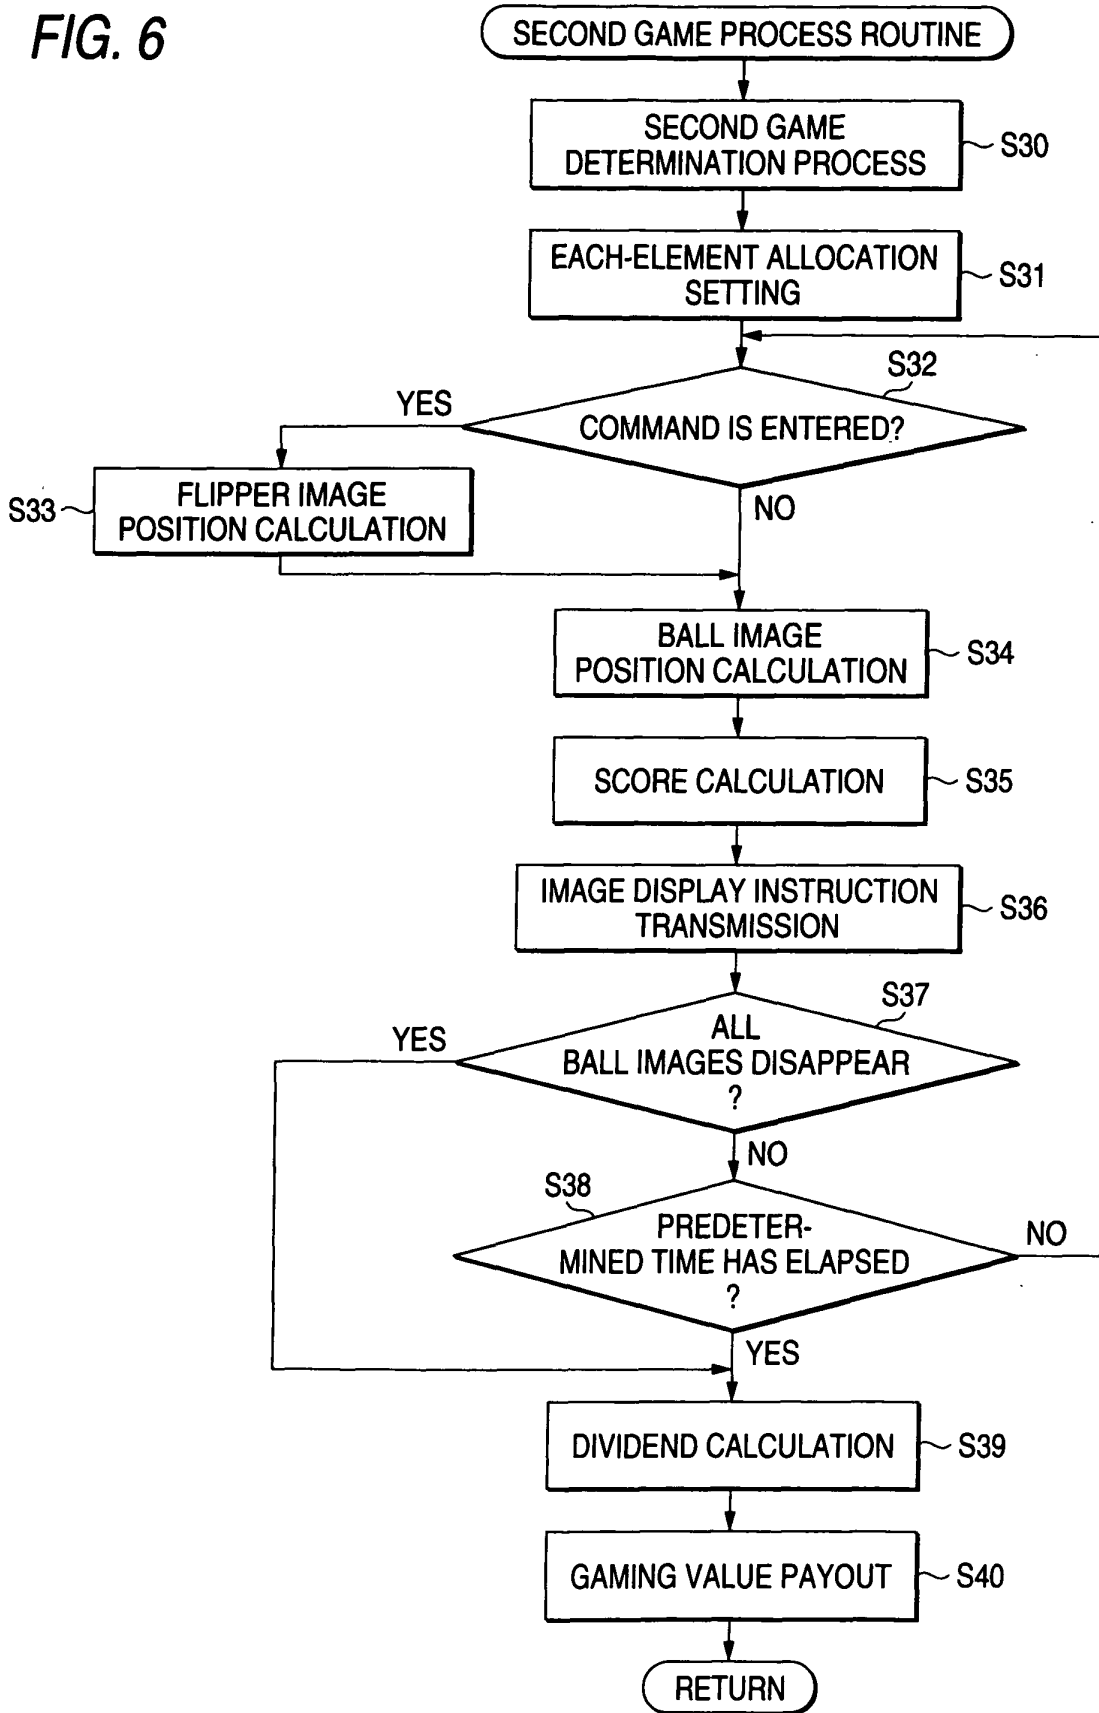 FIG. 6
SECOND GAME PROCESS ROUTINE
SECOND GAME
DETERMINATION PROCESS
S30
EACH-ELEMENT ALLOCATION
SETTING
S31
S32
YES
COMMAND IS ENTERED?
NO
S33
FLIPPER IMAGE
POSITION CALCULATION
BALL IMAGE
POSITION CALCULATION
S34
SCORE CALCULATION
S35
IMAGE DISPLAY INSTRUCTION
TRANSMISSION
S36
S37
YES
ALL
BALL IMAGES DISAPPEAR
?
NO
S38
PREDETER-
MINED TIME HAS ELAPSED
?
NO
YES
DIVIDEND CALCULATION
S39
GAMING VALUE PAYOUT
S40
RETURN